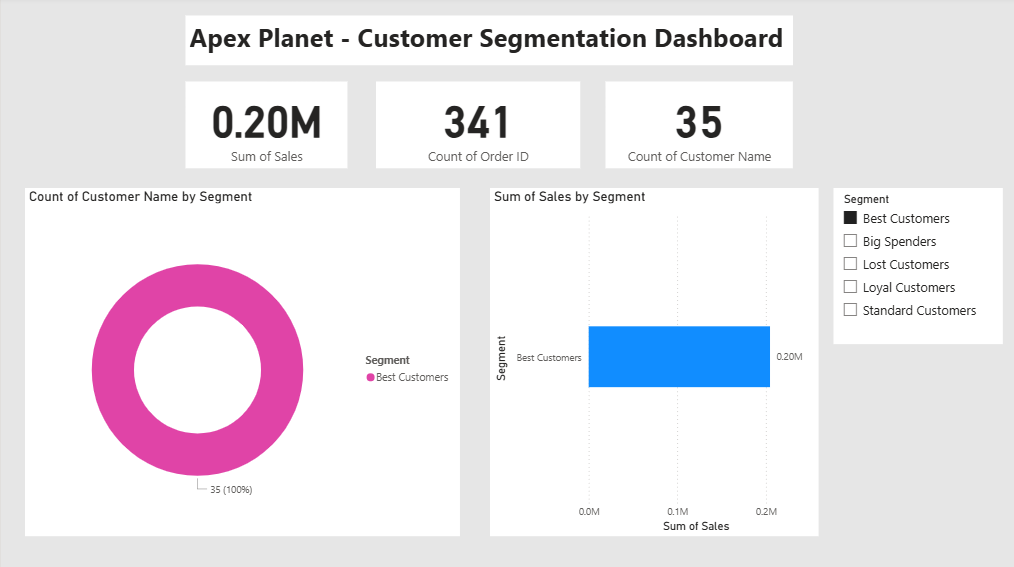 Apex Planet - Customer Segmentation Dashboard
0.20M
Sum of Sales
341
Count of Order ID
35
Count of Customer Name
Count of Customer Name by Segment
Segment
Best Customers
35 (100%)
Sum of Sales by Segment
Segment
Best Customers
0.20M
0.0M
0.1M
0.2M
Sum of Sales
Segment
Best Customers
Big Spenders
Lost Customers
Loyal Customers
Standard Customers